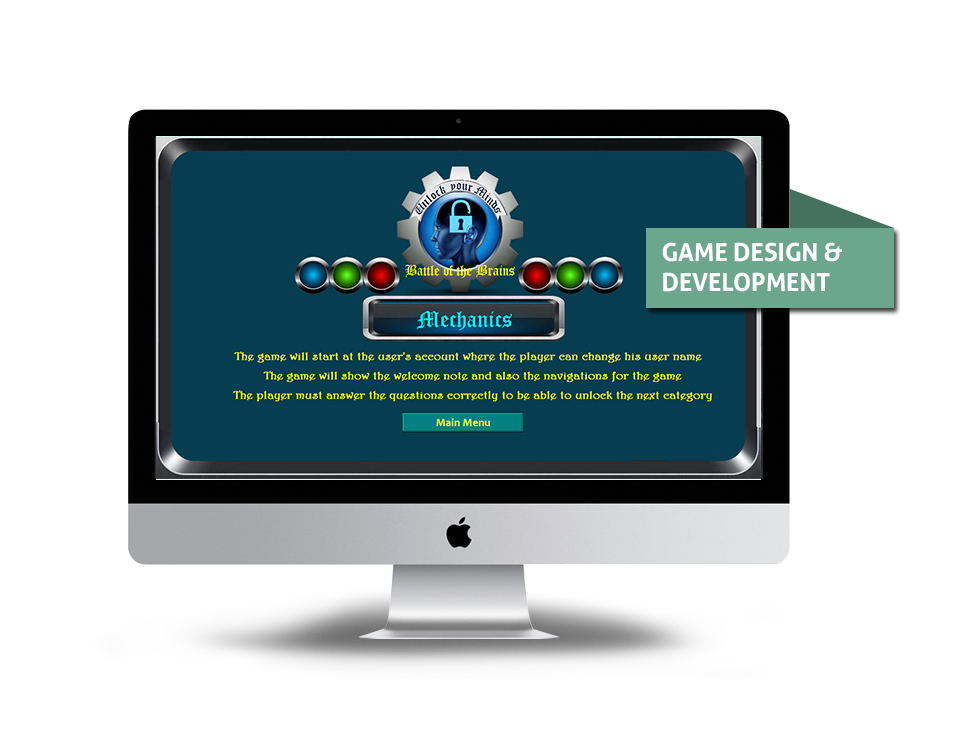 Unlock your Minds
Battle of the Brains
Mechanics
The game will start at the user's account where the player can change his user name
The game will show the welcome note and also the navigations for the game
The player must answer the questions correctly to be able to unlock the next category
Main Menu
GAME DESIGN &
DEVELOPMENT